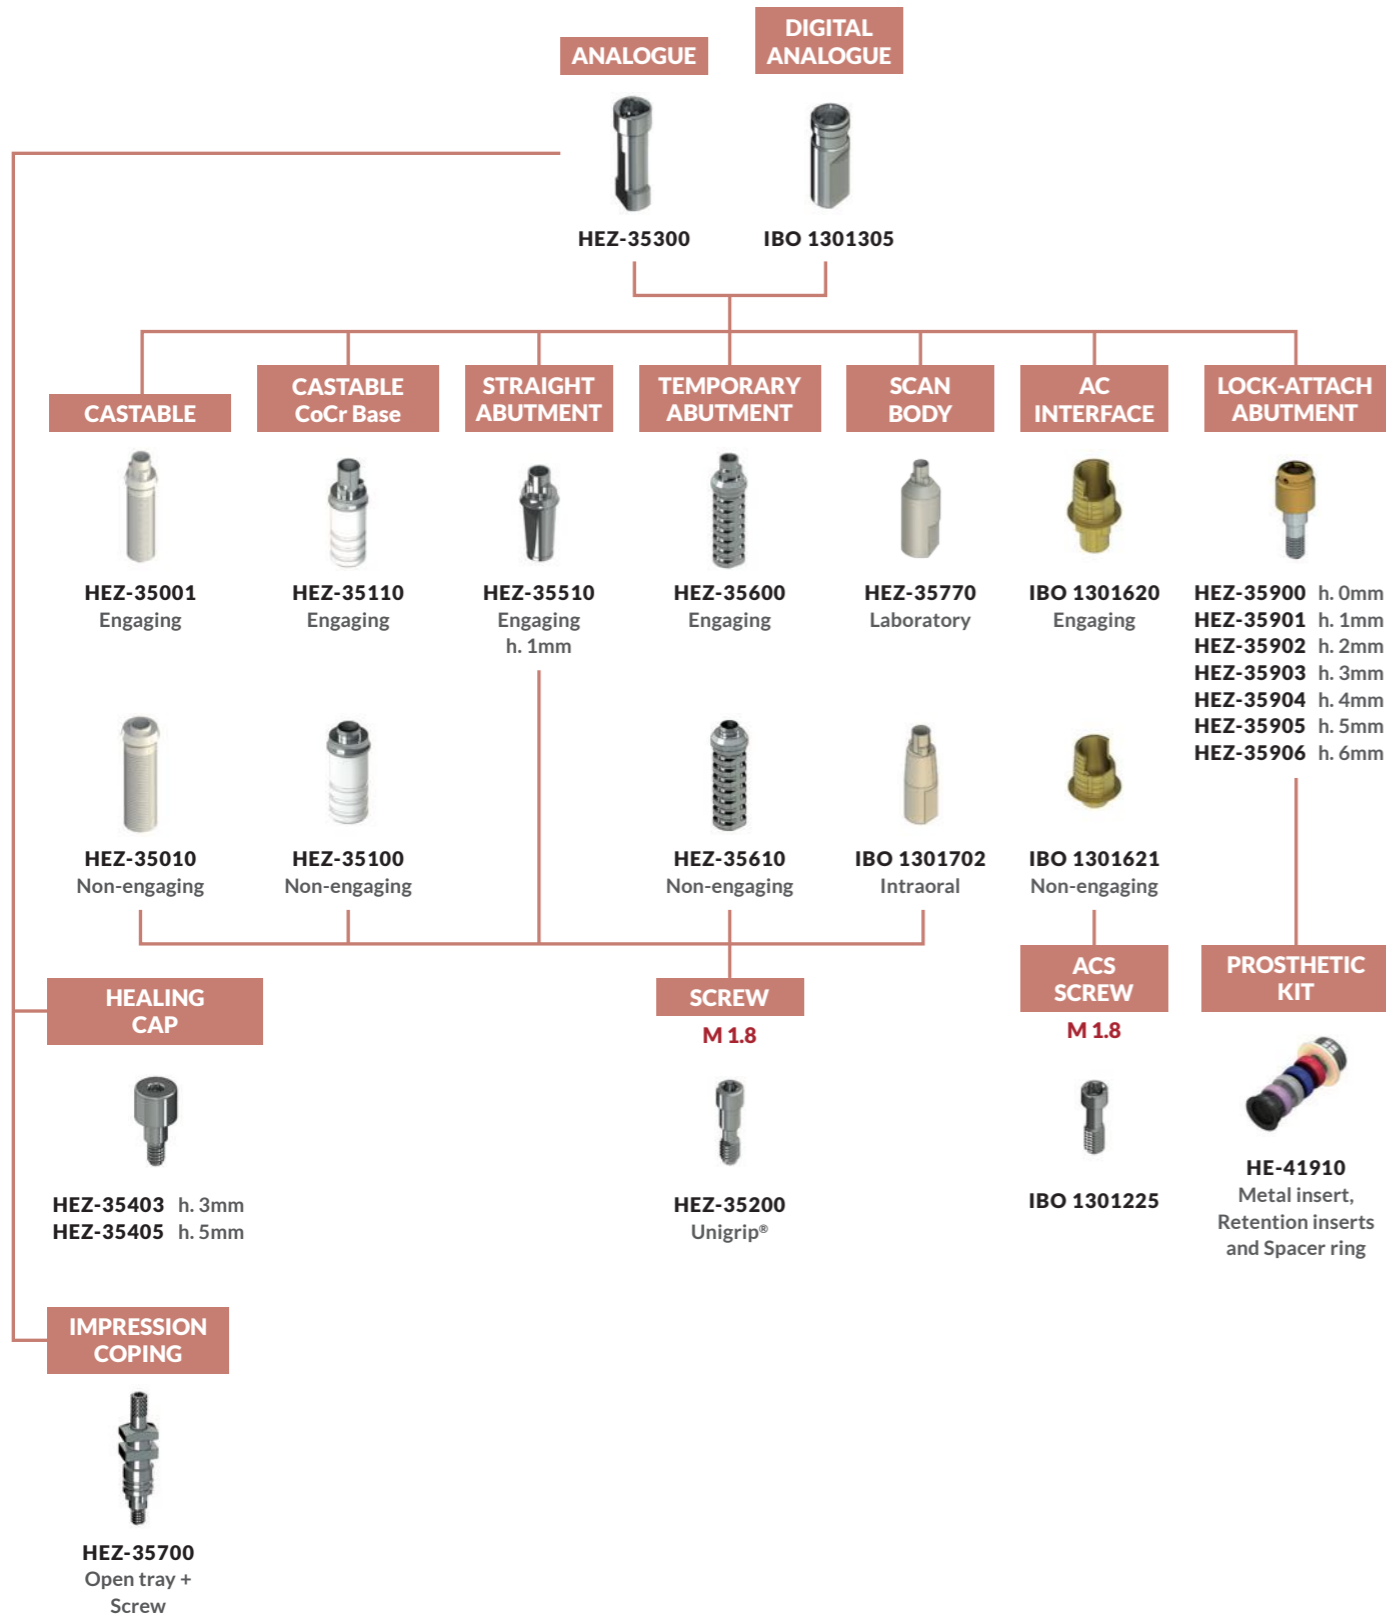 ANALOGUE
DIGITAL
ANALOGUE
HEZ-35300
IBO 1301305
CASTABLE
CASTABLE
CoCr Base
STRAIGHT
ABUTMENT
TEMPORARY
ABUTMENT
SCAN
BODY
AC
INTERFACE
LOCK-ATTACH
ABUTMENT
HEZ-35001
Engaging
HEZ-35110
Engaging
HEZ-35510
Engaging
h. 1mm
HEZ-35600
Engaging
HEZ-35770
Laboratory
IBO 1301620
Engaging
HEZ-35900 h. 0mm
HEZ-35901 h. 1mm
HEZ-35902 h. 2mm
HEZ-35903 h. 3mm
HEZ-35904 h. 4mm
HEZ-35905 h. 5mm
HEZ-35906 h. 6mm
HEZ-35010
Non-engaging
HEZ-35100
Non-engaging
HEZ-35610
Non-engaging
IBO 1301702
Intraoral
IBO 1301621
Non-engaging
HEALING
CAP
SCREW
M 1.8
ACS
SCREW
M 1.8
PROSTHETIC
KIT
HEZ-35403 h. 3mm
HEZ-35405 h. 5mm
HEZ-35200
Unigrip®
IBO 1301225
HE-41910
Metal insert,
Retention inserts
and Spacer ring
IMPRESSION
COPING
HEZ-35700
Open tray +
Screw